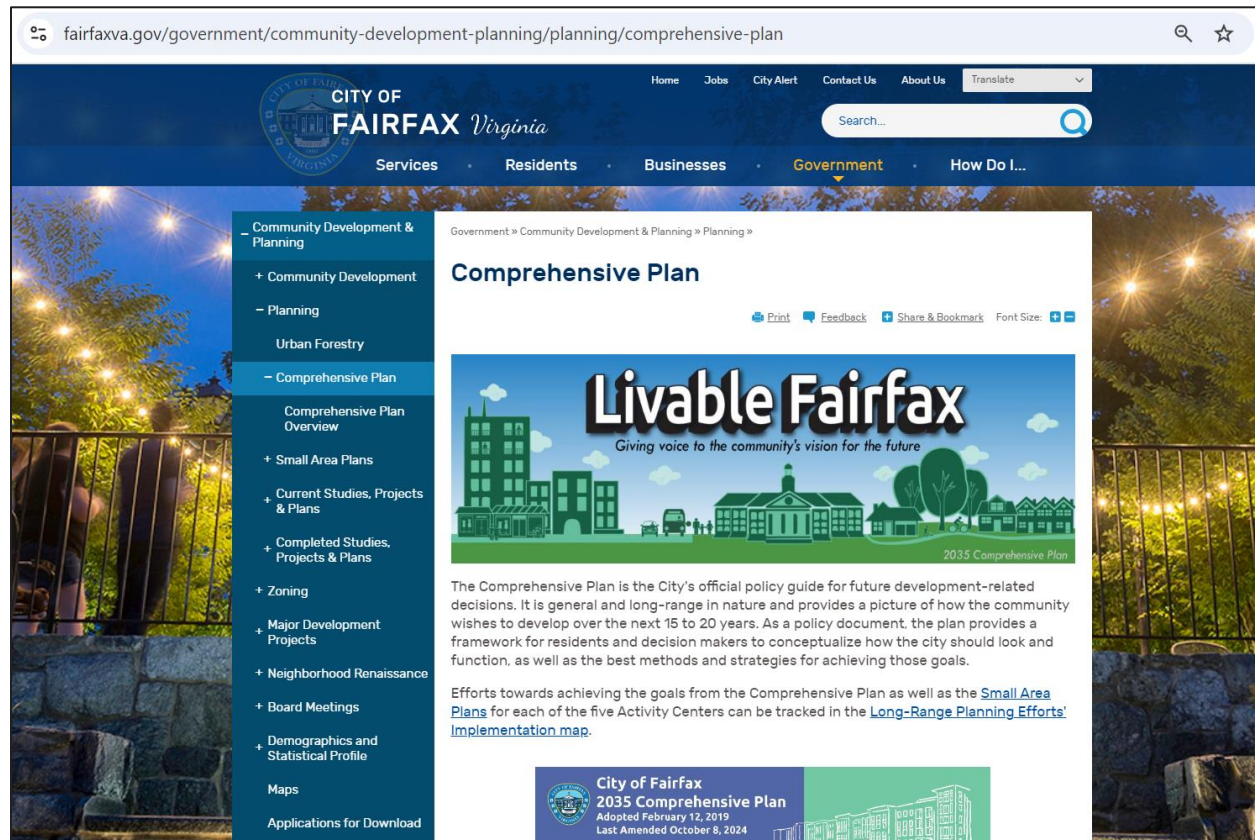 fairfaxva.gov/government/community-development-planning/planning/comprehensive-plan
Home Jobs City Alert Contact Us About Us Translate
CITY OF
FAIRFAX Virginia
Search...
Services Residents Businesses Government How Do I...
Community Development &
Planning
+ Community Development
– Planning
Urban Forestry
– Comprehensive Plan
Comprehensive Plan
Overview
+ Small Area Plans
+ Current Studies, Projects
& Plans
+ Completed Studies,
Projects & Plans
+ Zoning
+ Major Development
Projects
+ Neighborhood Renaissance
+ Board Meetings
+ Demographics and
Statistical Profile
Maps
Applications for Download
Government » Community Development & Planning » Planning »
Comprehensive Plan
Print Feedback Share & Bookmark Font Size:
Livable Fairfax
Giving voice to the community's vision for the future
2035 Comprehensive Plan
The Comprehensive Plan is the City's official policy guide for future development-related
decisions. It is general and long-range in nature and provides a picture of how the community
wishes to develop over the next 15 to 20 years. As a policy document, the plan provides a
framework for residents and decision makers to conceptualize how the city should look and
function, as well as the best methods and strategies for achieving those goals.
Efforts towards achieving the goals from the Comprehensive Plan as well as the Small Area
Plans for each of the five Activity Centers can be tracked in the Long-Range Planning Efforts'
Implementation map.
City of Fairfax
2035 Comprehensive Plan
Adopted February 12, 2019
Last Amended October 8, 2024